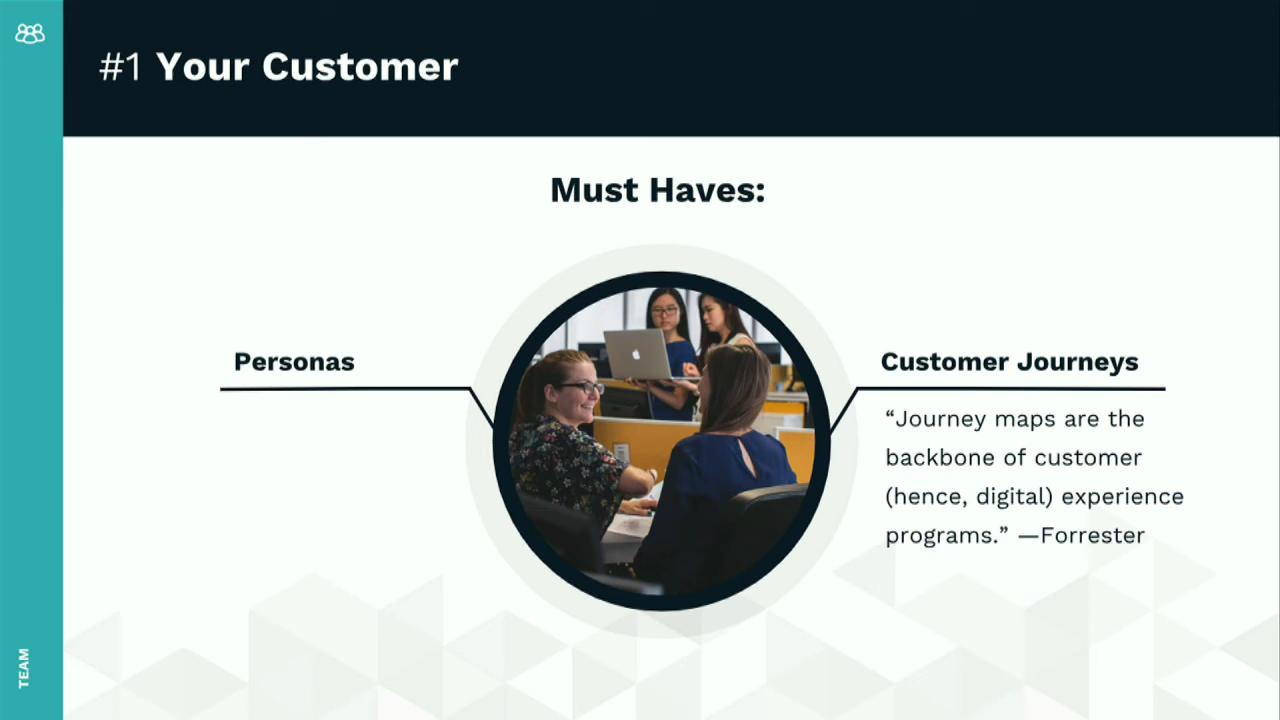 #1 Your Customer
Must Haves:
Personas
Customer Journeys
“Journey maps are the
backbone of customer
(hence, digital) experience
programs.” —Forrester
TEAM